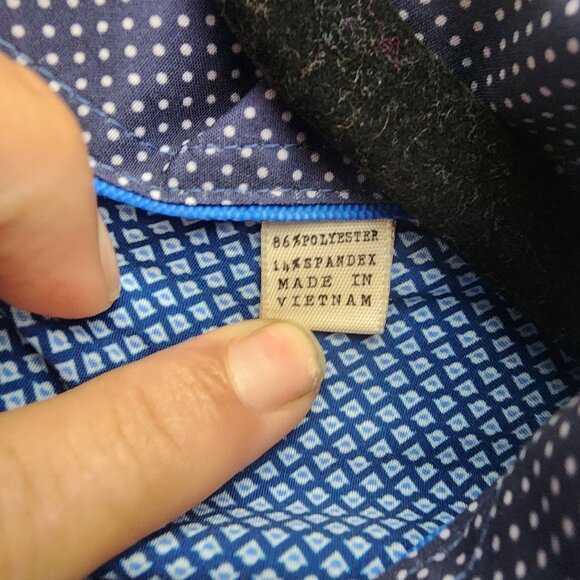 86%POLYESTER
14%SPANDEX
MADE IN
VIETNAM